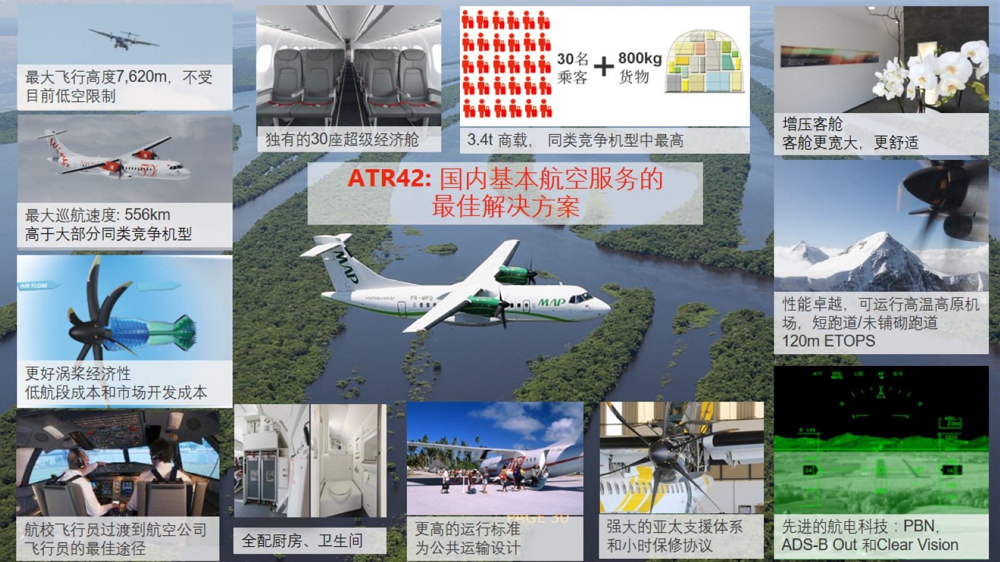 最大飞行高度7,620m，不受
目前低空限制
独有的30座超级经济舱
30名
乘客
+
800kg
货物
3.4t 商载， 同类竞争机型中最高
增压客舱
客舱更宽大，更舒适
ATR42: 国内基本航空服务的
最佳解决方案
Wings
50
最大巡航速度: 556km
高于大部分同类竞争机型
MAP
PR-MPO
MAP
性能卓越，可运行高温高原机
场，短跑道/未铺砌跑道
120m ETOPS
AIR FLOW
更好涡桨经济性
低航段成本和市场开发成本
航校飞行员过渡到航空公司
飞行员的最佳途径
全配厨房、卫生间
PAGE 30
更高的运行标准
为公共运输设计
强大的亚太支援体系
和小时保修协议
A/T SPD LOC AP G/S
ASEL
2200
先进的航电科技：PBN，
ADS-B Out 和Clear Vision